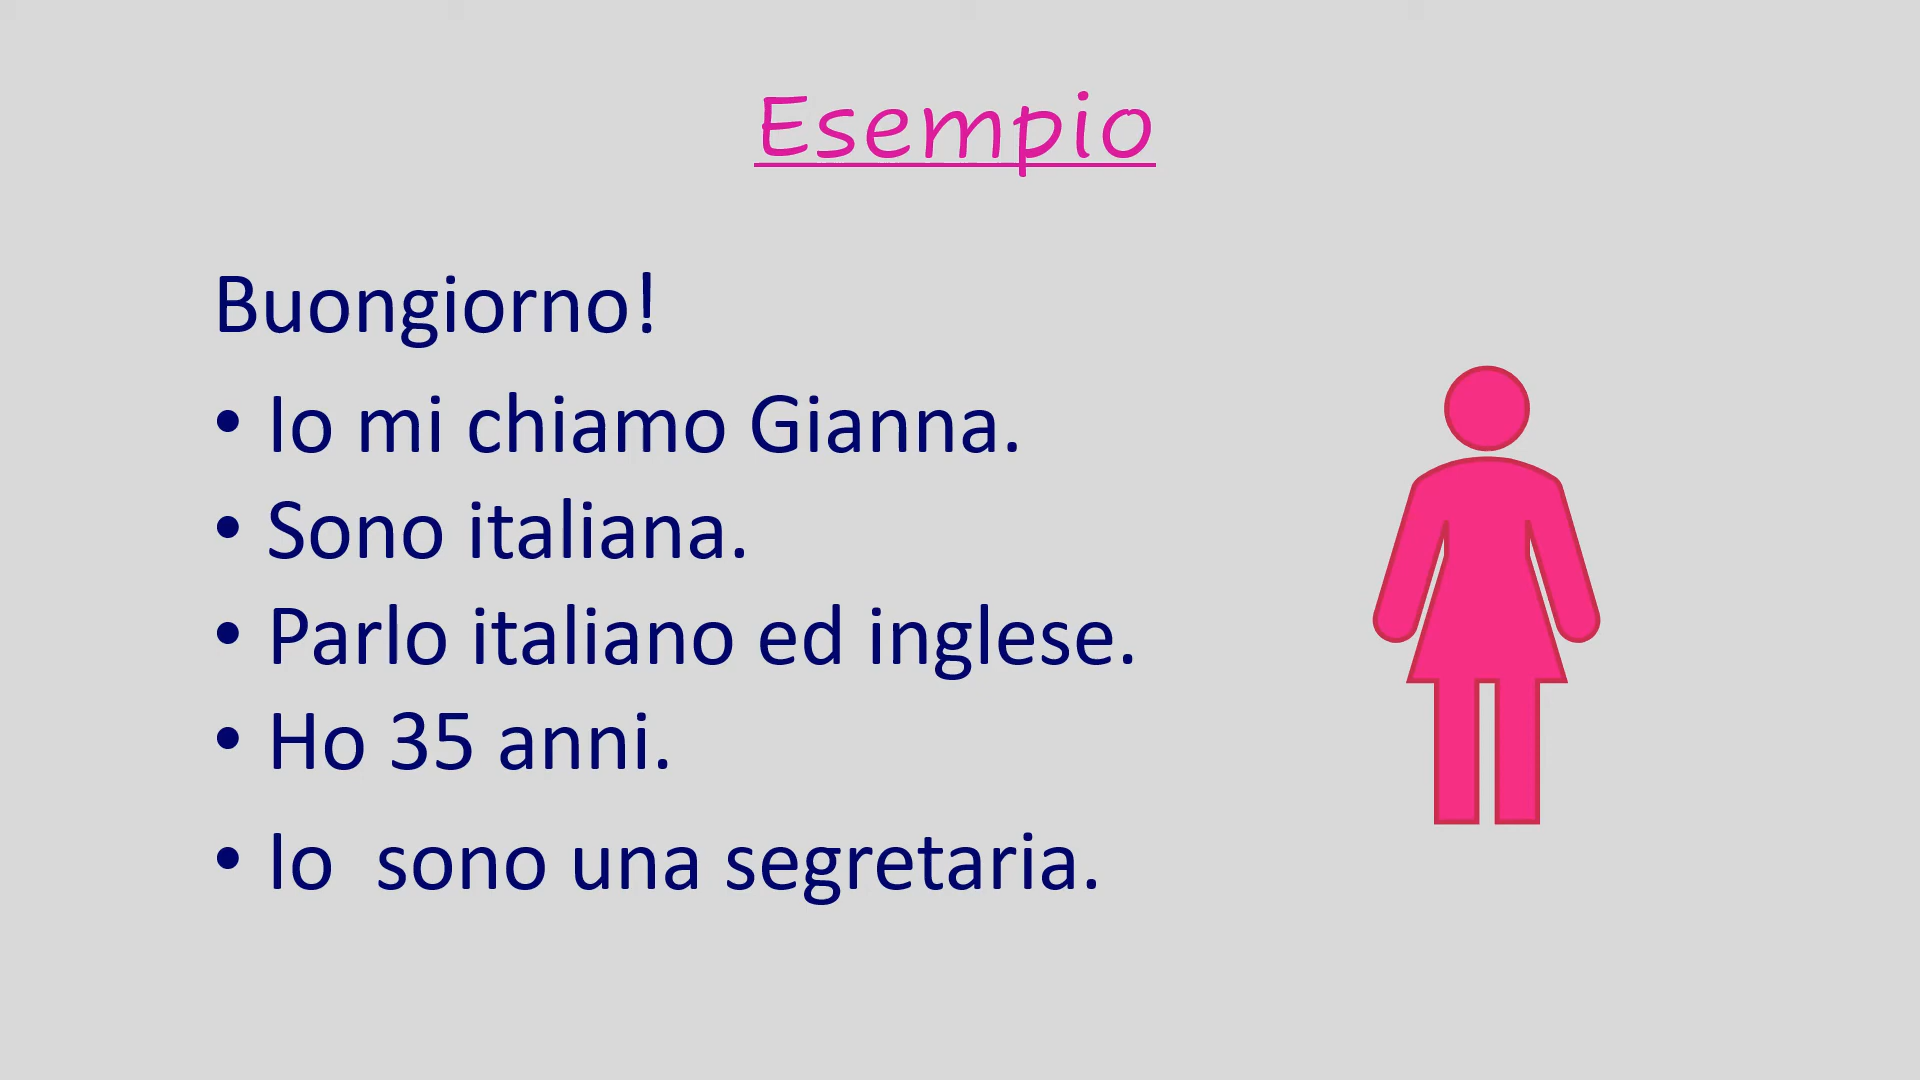 Esempio
Buongiorno!
• Io mi chiamo Gianna.
• Sono italiana.
• Parlo italiano ed inglese.
• Ho 35 anni.
• Io  sono una segretaria.